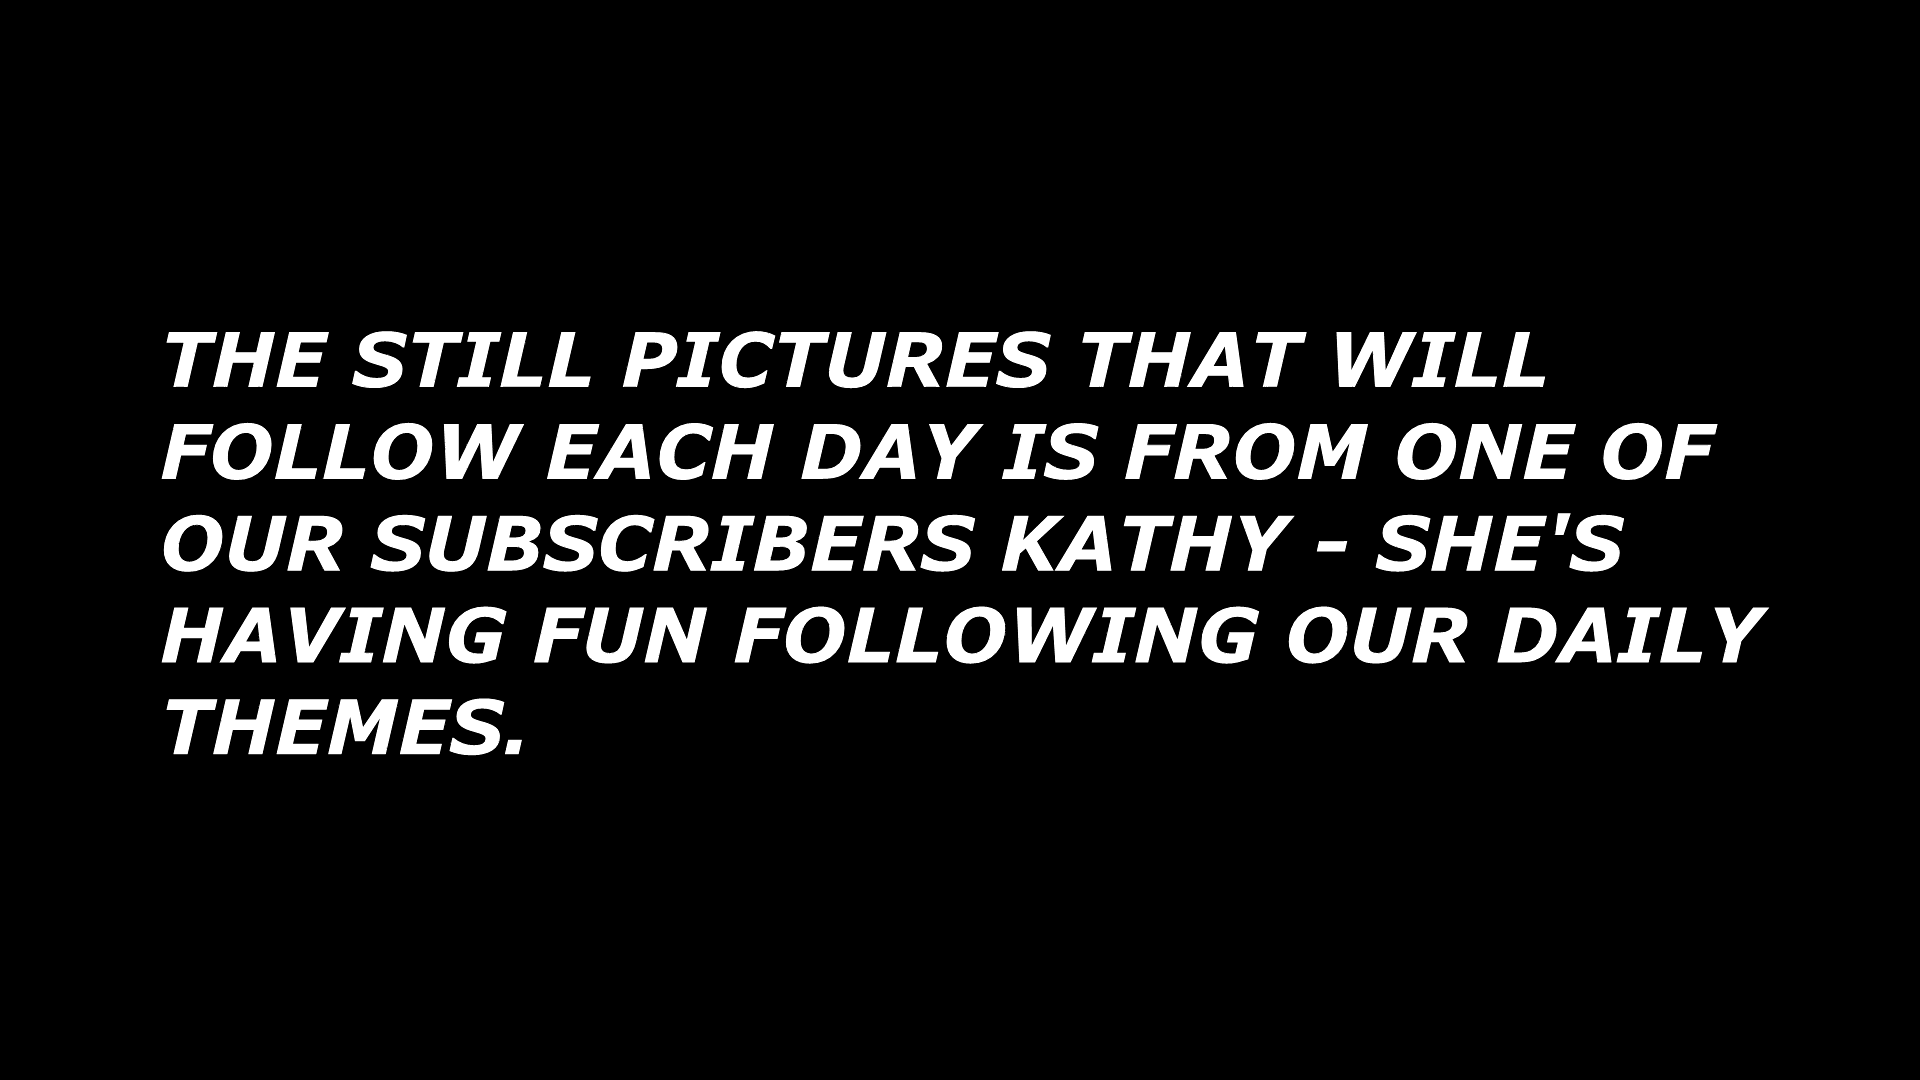 THE STILL PICTURES THAT WILL
FOLLOW EACH DAY IS FROM ONE OF
OUR SUBSCRIBERS KATHY - SHE'S
HAVING FUN FOLLOWING OUR DAILY
THEMES.